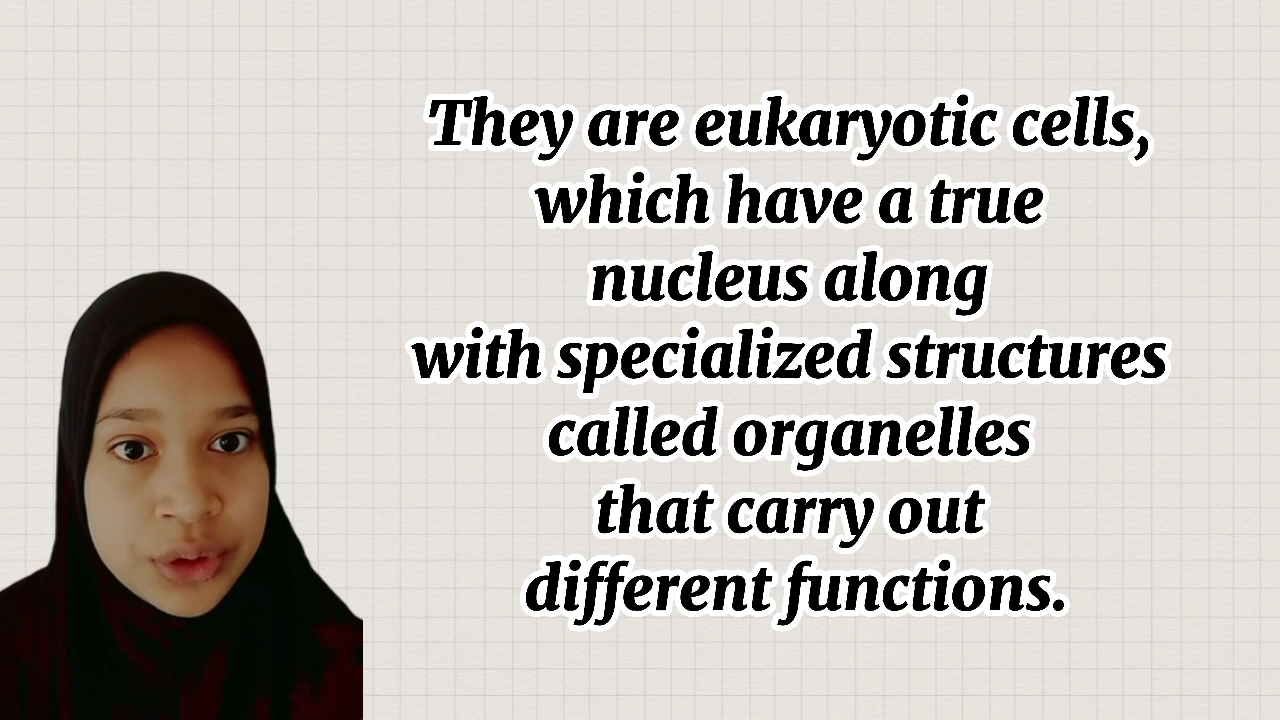 They are eukaryotic cells,
which have a true
nucleus along
with specialized structures
called organelles
that carry out
different functions.